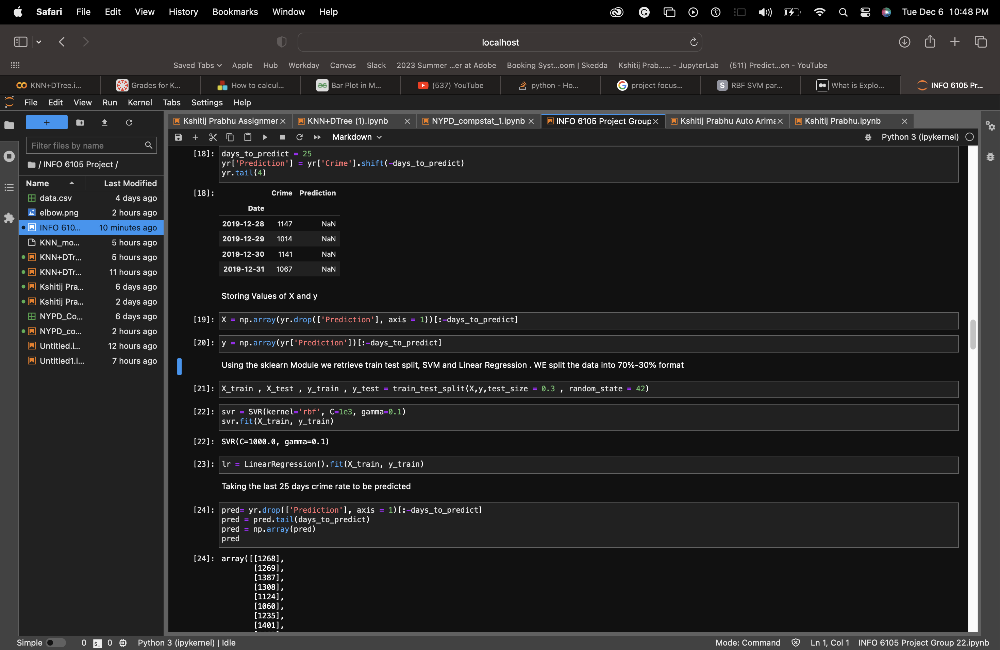 Safari File Edit View History Bookmarks Window Help Tue Dec 6 10:48 PM
localhost
Saved Tabs Apple Hub Workday Canvas Slack 2023 Summer ...er at Adobe Booking Syst...oom | Skedda Kshitij Prab...... - JupyterLab (511) Predict...on - YouTube
KNN+DTree.i... Grades for K... How to calcul... Bar Plot in M... (537) YouTube python - Ho... project focus... S RBF SVM par... What is Explo... INFO 6105 Pr...
File Edit View Run Kernel Tabs Settings Help
Kshitij Prabhu Assignmer KNN+DTree (1).ipynb NYPD_compstat_1.ipynb INFO 6105 Project Group Kshitij Prabhu Auto Arima Kshitij Prabhu.ipynb
Markdown Python 3 (ipykernel)
Filter files by name
/ INFO 6105 Project /
Name Last Modified
data.csv 4 days ago
elbow.png 2 hours ago
INFO 610... 10 minutes ago
KNN_mo... 5 hours ago
KNN+DTr... 5 hours ago
KNN+DTr... 11 hours ago
Kshitij Pra... 6 days ago
Kshitij Pra... 2 days ago
NYPD_Co... 6 days ago
NYPD_co... 2 hours ago
Untitled.i... 12 hours ago
Untitled1.i... 7 hours ago
[18]: days_to_predict = 25
yr['Prediction'] = yr['Crime'].shift(-days_to_predict)
yr.tail(4)
[18]: Crime Prediction
Date
2019-12-28 1147 NaN
2019-12-29 1014 NaN
2019-12-30 1141 NaN
2019-12-31 1067 NaN
Storing Values of X and y
[19]: X = np.array(yr.drop(['Prediction'], axis = 1))[:-days_to_predict]
[20]: y = np.array(yr['Prediction'])[:-days_to_predict]
Using the sklearn Module we retrieve train test split, SVM and Linear Regression . WE split the data into 70%-30% format
[21]: X_train , X_test , y_train , y_test = train_test_split(X,y,test_size = 0.3 , random_state = 42)
[22]: svr = SVR(kernel='rbf', C=1e3, gamma=0.1)
svr.fit(X_train, y_train)
[22]: SVR(C=1000.0, gamma=0.1)
[23]: lr = LinearRegression().fit(X_train, y_train)
Taking the last 25 days crime rate to be predicted
[24]: pred= yr.drop(['Prediction'], axis = 1)[:-days_to_predict]
pred = pred.tail(days_to_predict)
pred = np.array(pred)
pred
[24]: array([[1268],
[1269],
[1387],
[1308],
[1124],
[1060],
[1235],
[1401],
Simple 0 $_ 0 Python 3 (ipykernel) | Idle Mode: Command Ln 1, Col 1 INFO 6105 Project Group 22.ipynb